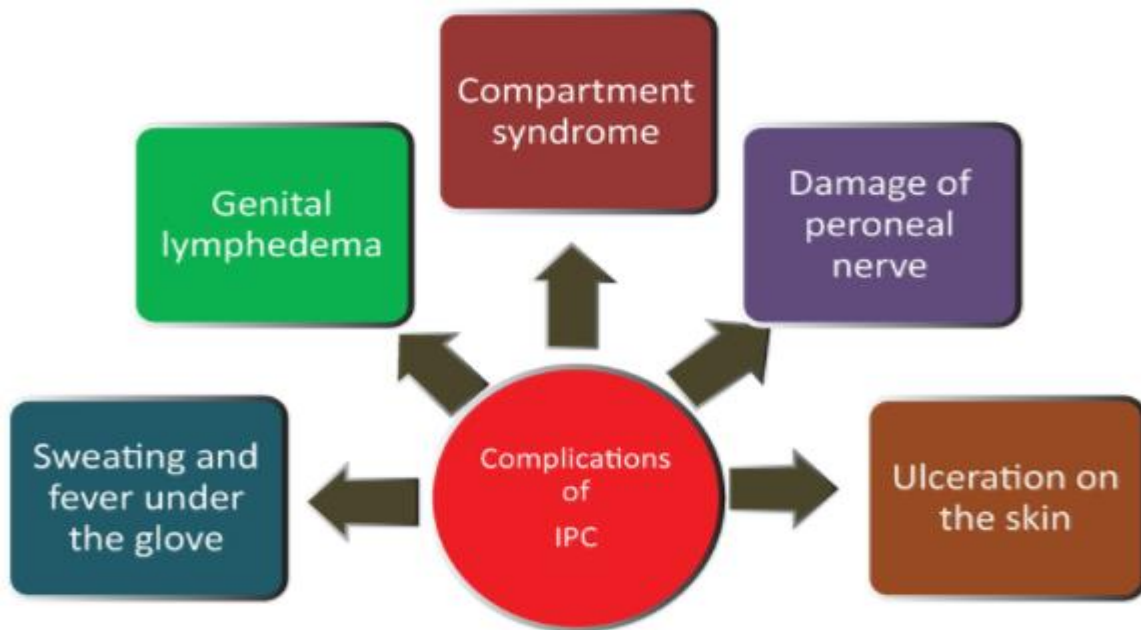 Compartment
syndrome
Genital
lymphedema
Damage of
peroneal
nerve
Sweating and
fever under
the glove
Complications
of
IPC
Ulceration on
the skin